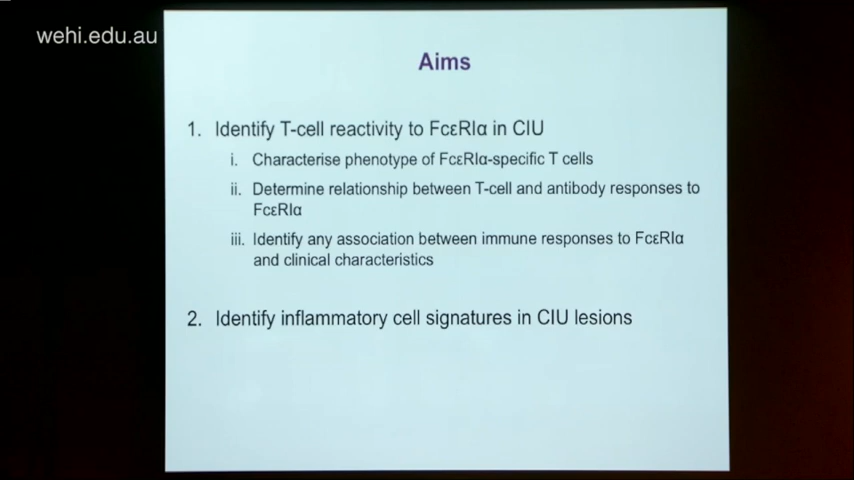 wehi.edu.au
Aims
1. Identify T-cell reactivity to FcεRIα in CIU
i. Characterise phenotype of FcεRIα-specific T cells
ii. Determine relationship between T-cell and antibody responses to
FcεRIα
iii. Identify any association between immune responses to FcεRIα
and clinical characteristics
2. Identify inflammatory cell signatures in CIU lesions